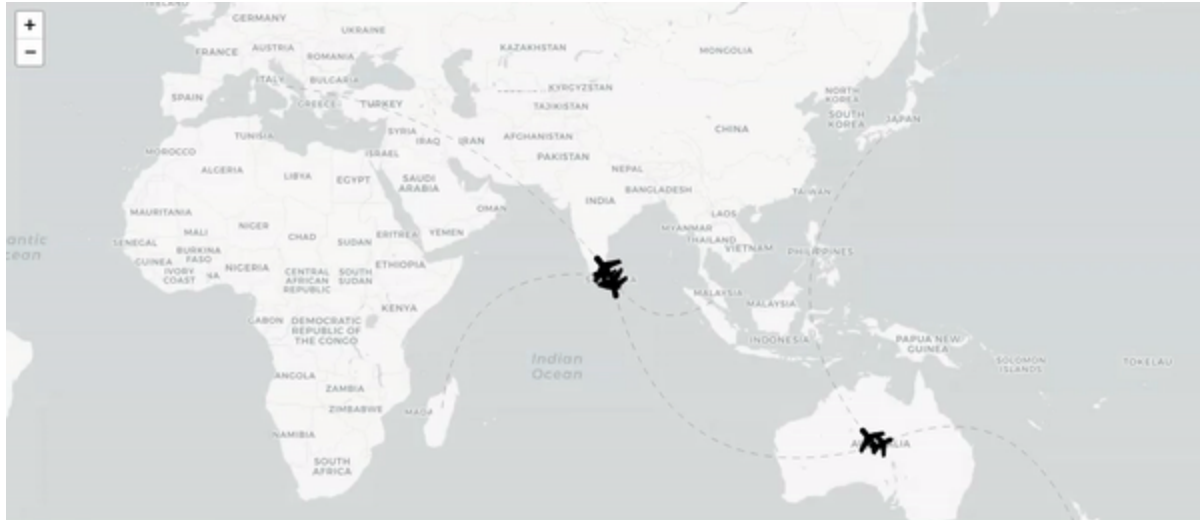 +
−
GERMANY
UKRAINE
FRANCE
AUSTRIA
ROMANIA
KAZAKHSTAN
MONGOLIA
ITALY
BULGARIA
SPAIN
GREECE
TURKEY
KYRGYZSTAN
NORTH
KOREA
TAJIKISTAN
SOUTH
KOREA
JAPAN
TUNISIA
SYRIA
IRAQ
IRAN
AFGHANISTAN
CHINA
MOROCCO
ISRAEL
PAKISTAN
ALGERIA
LIBYA
EGYPT
SAUDI
ARABIA
NEPAL
BANGLADESH
TAIWAN
INDIA
OMAN
MAURITANIA
MALI
NIGER
CHAD
SUDAN
ERITREA
YEMEN
LAOS
MYANMAR
THAILAND
VIETNAM
PHILIPPINES
antic
cean
SENEGAL
BURKINA
FASO
GUINEA
IVORY
COAST
NIGERIA
CENTRAL
AFRICAN
REPUBLIC
SOUTH
SUDAN
ETHIOPIA
MALAYSIA
MALAYSIA
GABON
DEMOCRATIC
REPUBLIC OF
THE CONGO
KENYA
INDONESIA
PAPUA NEW
GUINEA
Indian
Ocean
SOLOMON
ISLANDS
TOKELAU
ANGOLA
ZAMBIA
ZIMBABWE
NAMIBIA
SOUTH
AFRICA